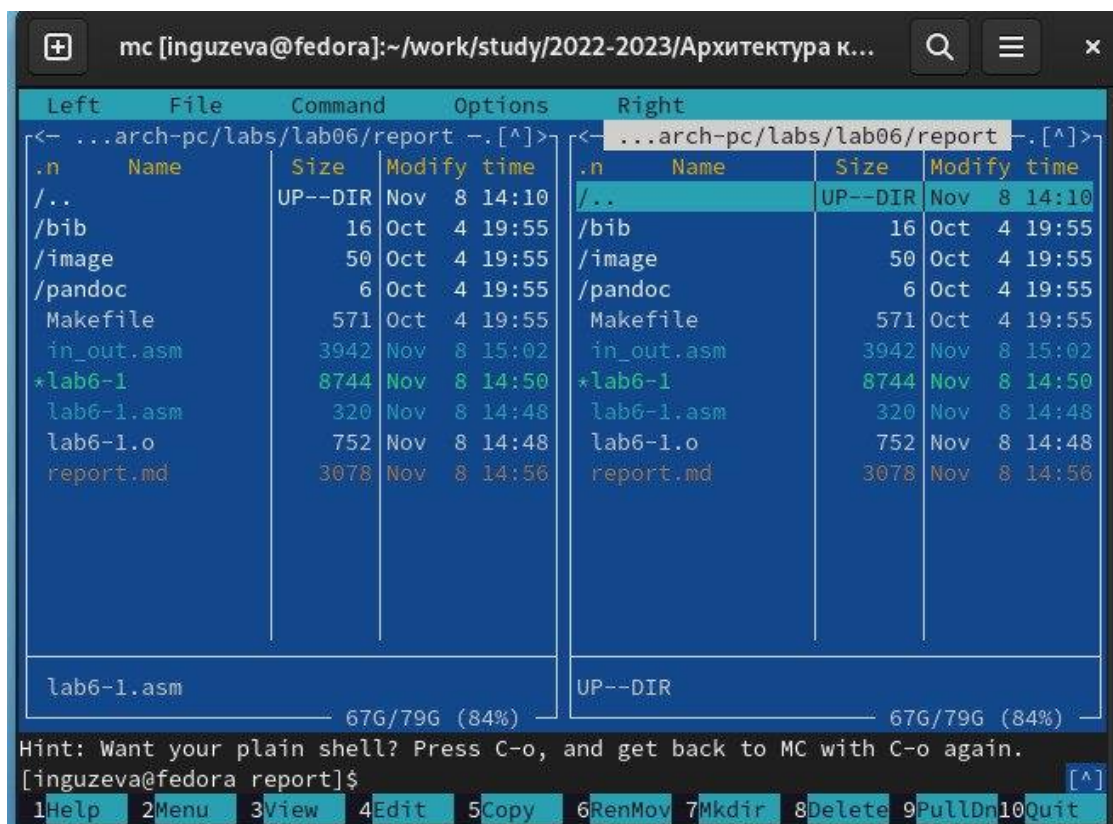 mc [inguzeva@fedora]:~/work/study/2022-2023/Архитектура к...
Left File Command Options Right
<- ...arch-pc/labs/lab06/report -.[^]> <- ...arch-pc/labs/lab06/report -.[^]>
.n Name Size Modify time .n Name Size Modify time
/.. UP--DIR Nov 8 14:10 /.. UP--DIR Nov 8 14:10
/bib 16 Oct 4 19:55 /bib 16 Oct 4 19:55
/image 50 Oct 4 19:55 /image 50 Oct 4 19:55
/pandoc 6 Oct 4 19:55 /pandoc 6 Oct 4 19:55
Makefile 571 Oct 4 19:55 Makefile 571 Oct 4 19:55
in_out.asm 3942 Nov 8 15:02 in_out.asm 3942 Nov 8 15:02
*lab6-1 8744 Nov 8 14:50 *lab6-1 8744 Nov 8 14:50
lab6-1.asm 320 Nov 8 14:48 lab6-1.asm 320 Nov 8 14:48
lab6-1.o 752 Nov 8 14:48 lab6-1.o 752 Nov 8 14:48
report.md 3078 Nov 8 14:56 report.md 3078 Nov 8 14:56
lab6-1.asm UP--DIR
67G/79G (84%) 67G/79G (84%)
Hint: Want your plain shell? Press C-o, and get back to MC with C-o again.
[inguzeva@fedora report]$ [^]
1Help 2Menu 3View 4Edit 5Copy 6RenMov 7Mkdir 8Delete 9PullDn 10Quit